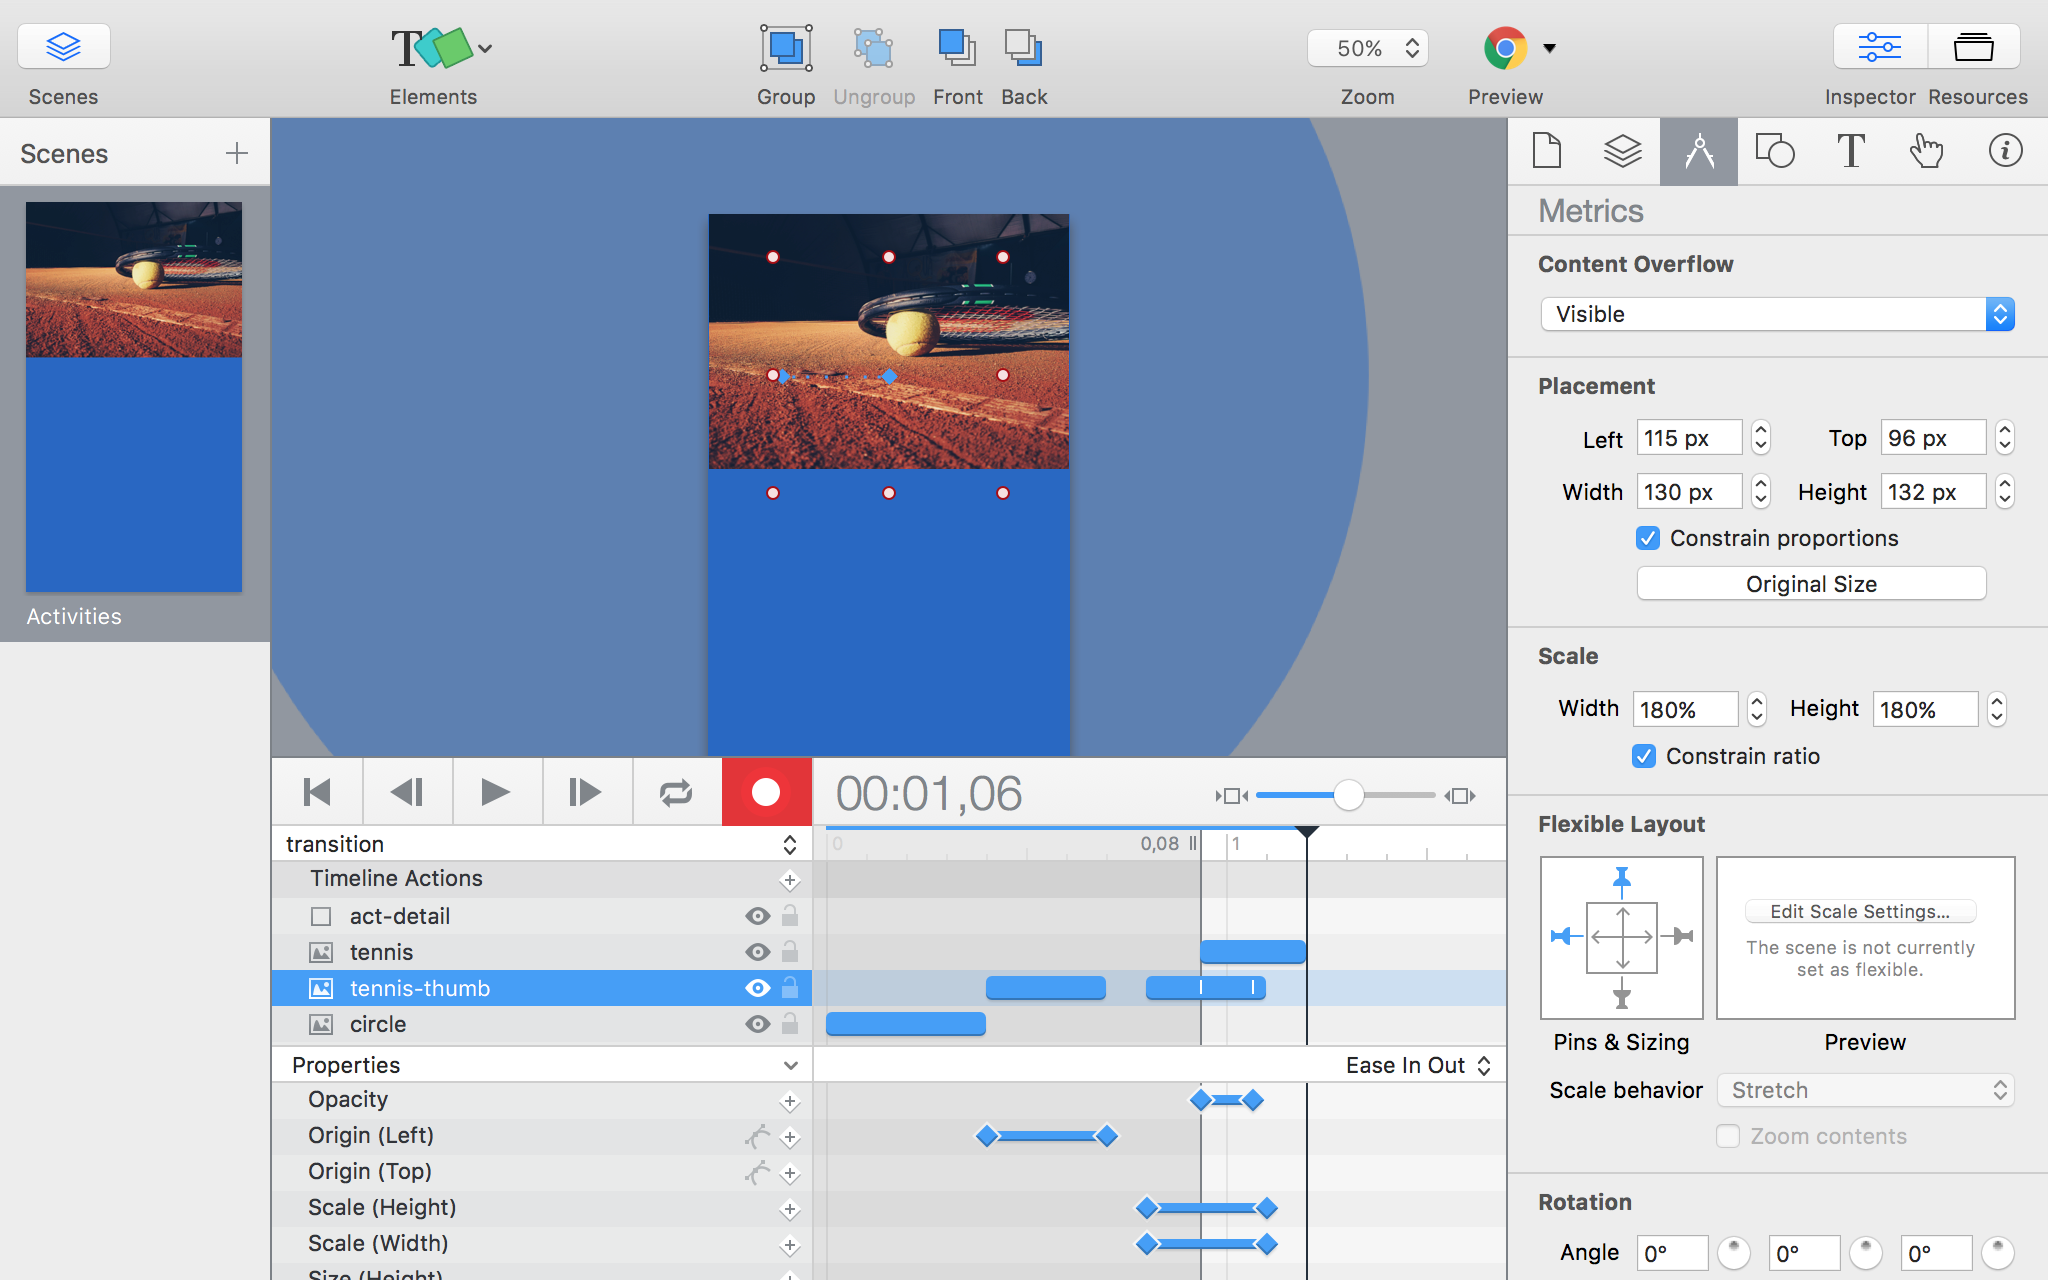 Scenes
Elements
Group
Ungroup
Front
Back
50%
Zoom
Preview
Inspector
Resources
Scenes
Activities
Metrics
Content Overflow
Visible
Placement
Left 115 px Top 96 px
Width 130 px Height 132 px
Constrain proportions
Original Size
Scale
Width 180% Height 180%
Constrain ratio
Flexible Layout
Edit Scale Settings...
The scene is not currently
set as flexible.
Pins & Sizing
Preview
Scale behavior Stretch
Zoom contents
Rotation
Angle 0° 0° 0°
00:01,06
transition
0 0,08 1
Timeline Actions
act-detail
tennis
tennis-thumb
circle
Properties
Ease In Out
Opacity
Origin (Left)
Origin (Top)
Scale (Height)
Scale (Width)
Size (Height)